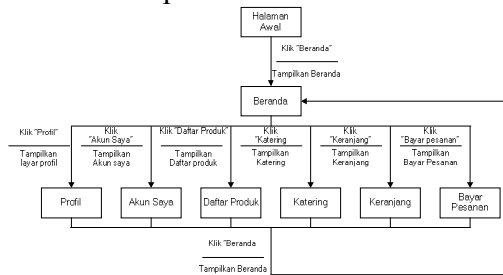 Halaman
Awal
Klik "Beranda"
Tampilkan Beranda
Beranda
Klik "Profil"
Tampilkan
layar profil
Klik
"Akun Saya"
Tampilkan
Akun saya
Klik "Daftar Produk"
Tampilkan
Daftar produk
Klik
"Katering"
Tampilkan
Katering
Klik
"Keranjang"
Tampilkan
Keranjang
Klik
"Bayar pesanan"
Tampilkan
Bayar Pesanan
Profil
Akun Saya
Daftar Produk
Katering
Keranjang
Bayar
Pesanan
Klik "Beranda
Tampilkan Beranda